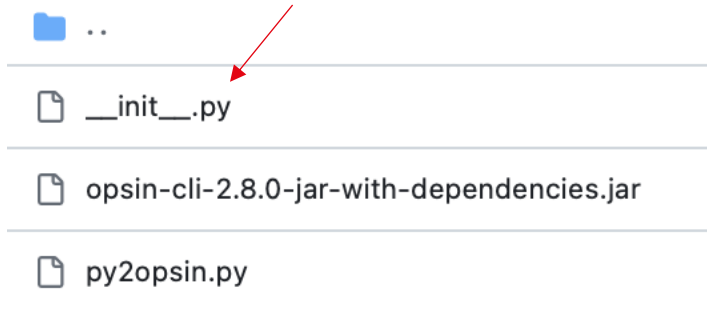 ..
__init__.py
opsin-cli-2.8.0-jar-with-dependencies.jar
py2opsin.py